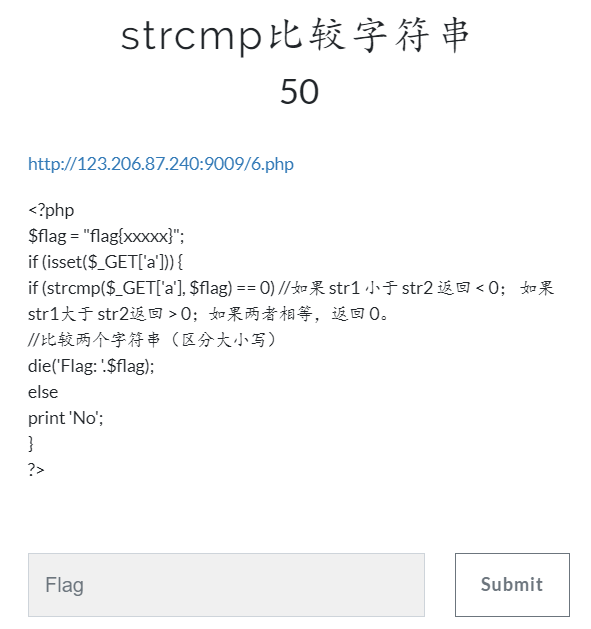 strcmp比较字符串
50
http://123.206.87.240:9009/6.php
<?php
$flag = "flag{xxxxx}";
if (isset($_GET['a'])) {
if (strcmp($_GET['a'], $flag) == 0) //如果 str1 小于 str2 返回 < 0； 如果
str1大于 str2返回 > 0；如果两者相等，返回 0。
//比较两个字符串（区分大小写）
die('Flag: '.$flag);
else
print 'No';
}
?>
Flag
Submit